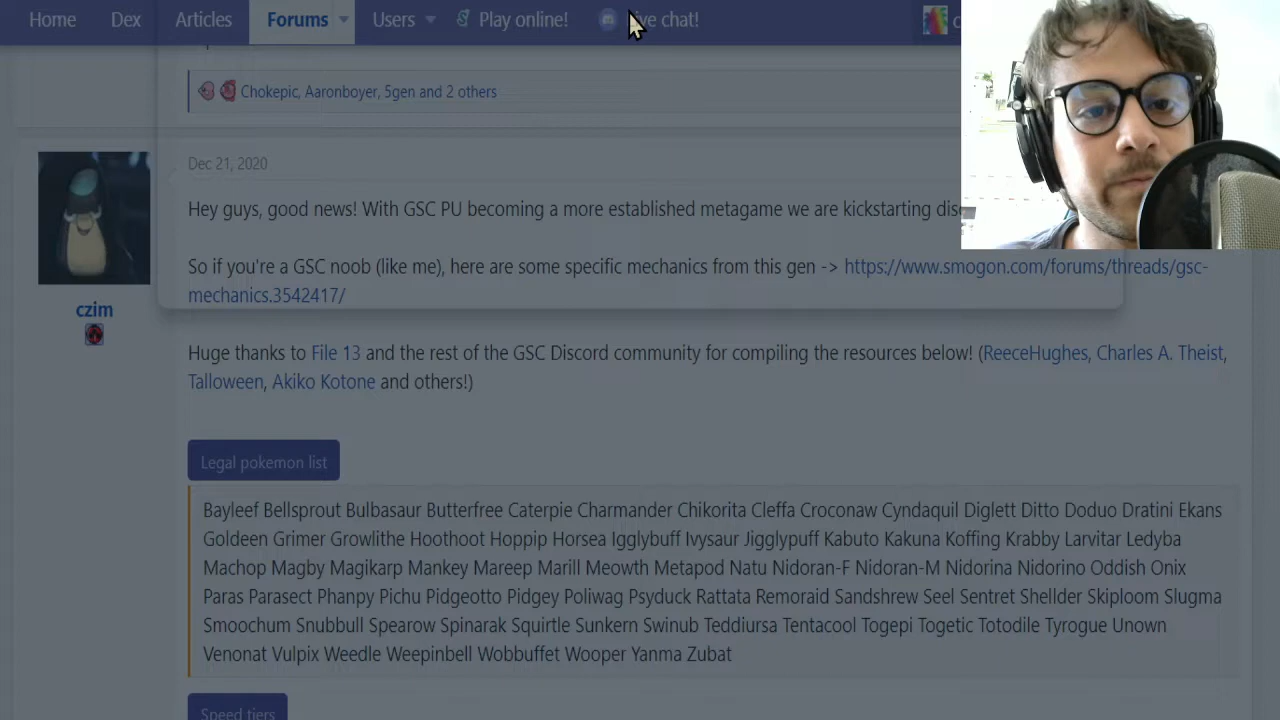 Home Dex Articles Forums Users Play online! chat!
Chokepic, Aaronboyer, 5gen and 2 others
Dec 21, 2020
Hey guys, good news! With GSC PU becoming a more established metagame we are kickstarting
So if you're a GSC noob (like me), here are some specific mechanics from this gen -> https://www.smogon.com/forums/threads/gsc-
mechanics.3542417/
czim
Huge thanks to File 13 and the rest of the GSC Discord community for compiling the resources below! (ReeceHughes, Charles A. Theist,
Talloween, Akiko Kotone and others!)
Legal pokemon list
Bayleef Bellsprout Bulbasaur Butterfree Caterpie Charmander Chikorita Cleffa Croconaw Cyndaquil Diglett Ditto Doduo Dratini Ekans
Goldeen Grimer Growlithe Hoothoot Hoppip Horsea Igglybuff Ivysaur Jigglypuff Kabuto Kakuna Koffing Krabby Larvitar Ledyba
Machop Magby Magikarp Mankey Mareep Marill Meowth Metapod Natu Nidoran-F Nidoran-M Nidorina Nidorino Oddish Onix
Paras Parasect Phanpy Pichu Pidgeotto Pidgey Poliwag Psyduck Rattata Remoraid Sandshrew Seel Sentret Shellder Skiploom Slugma
Smoochum Snubbull Spearow Spinarak Squirtle Sunkern Swinub Teddiursa Tentacool Togepi Togetic Totodile Tyrogue Unown
Venonat Vulpix Weedle Weepinbell Wobbuffet Wooper Yanma Zubat
Speed tiers